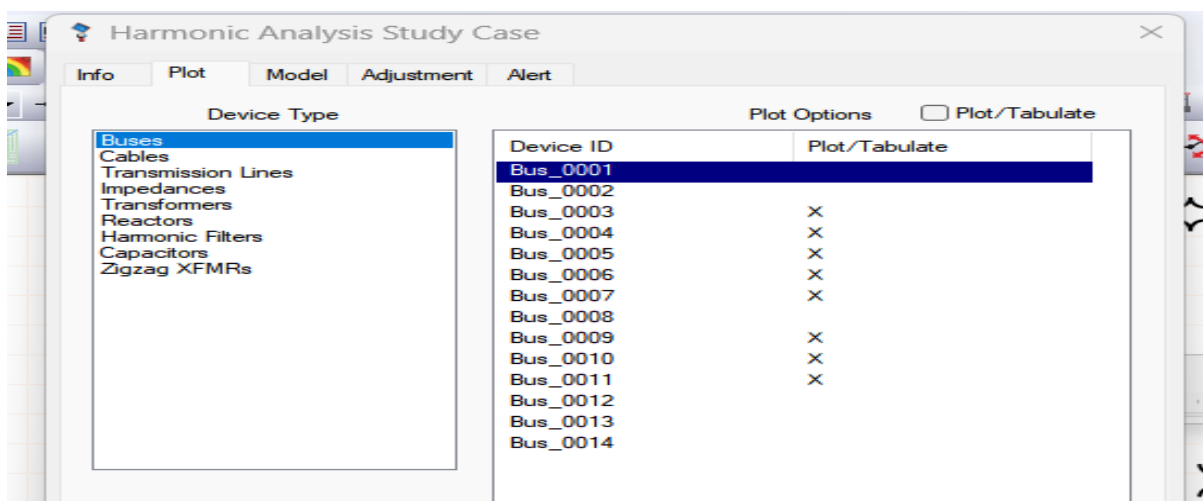 Harmonic Analysis Study Case
Info Plot Model Adjustment Alert
Device Type
Buses
Cables
Transmission Lines
Impedances
Transformers
Reactors
Harmonic Filters
Capacitors
Zigzag XFMRs
Plot Options Plot/Tabulate
Device ID Plot/Tabulate
Bus_0001
Bus_0002
Bus_0003 X
Bus_0004 X
Bus_0005 X
Bus_0006 X
Bus_0007 X
Bus_0008
Bus_0009 X
Bus_0010 X
Bus_0011 X
Bus_0012
Bus_0013
Bus_0014